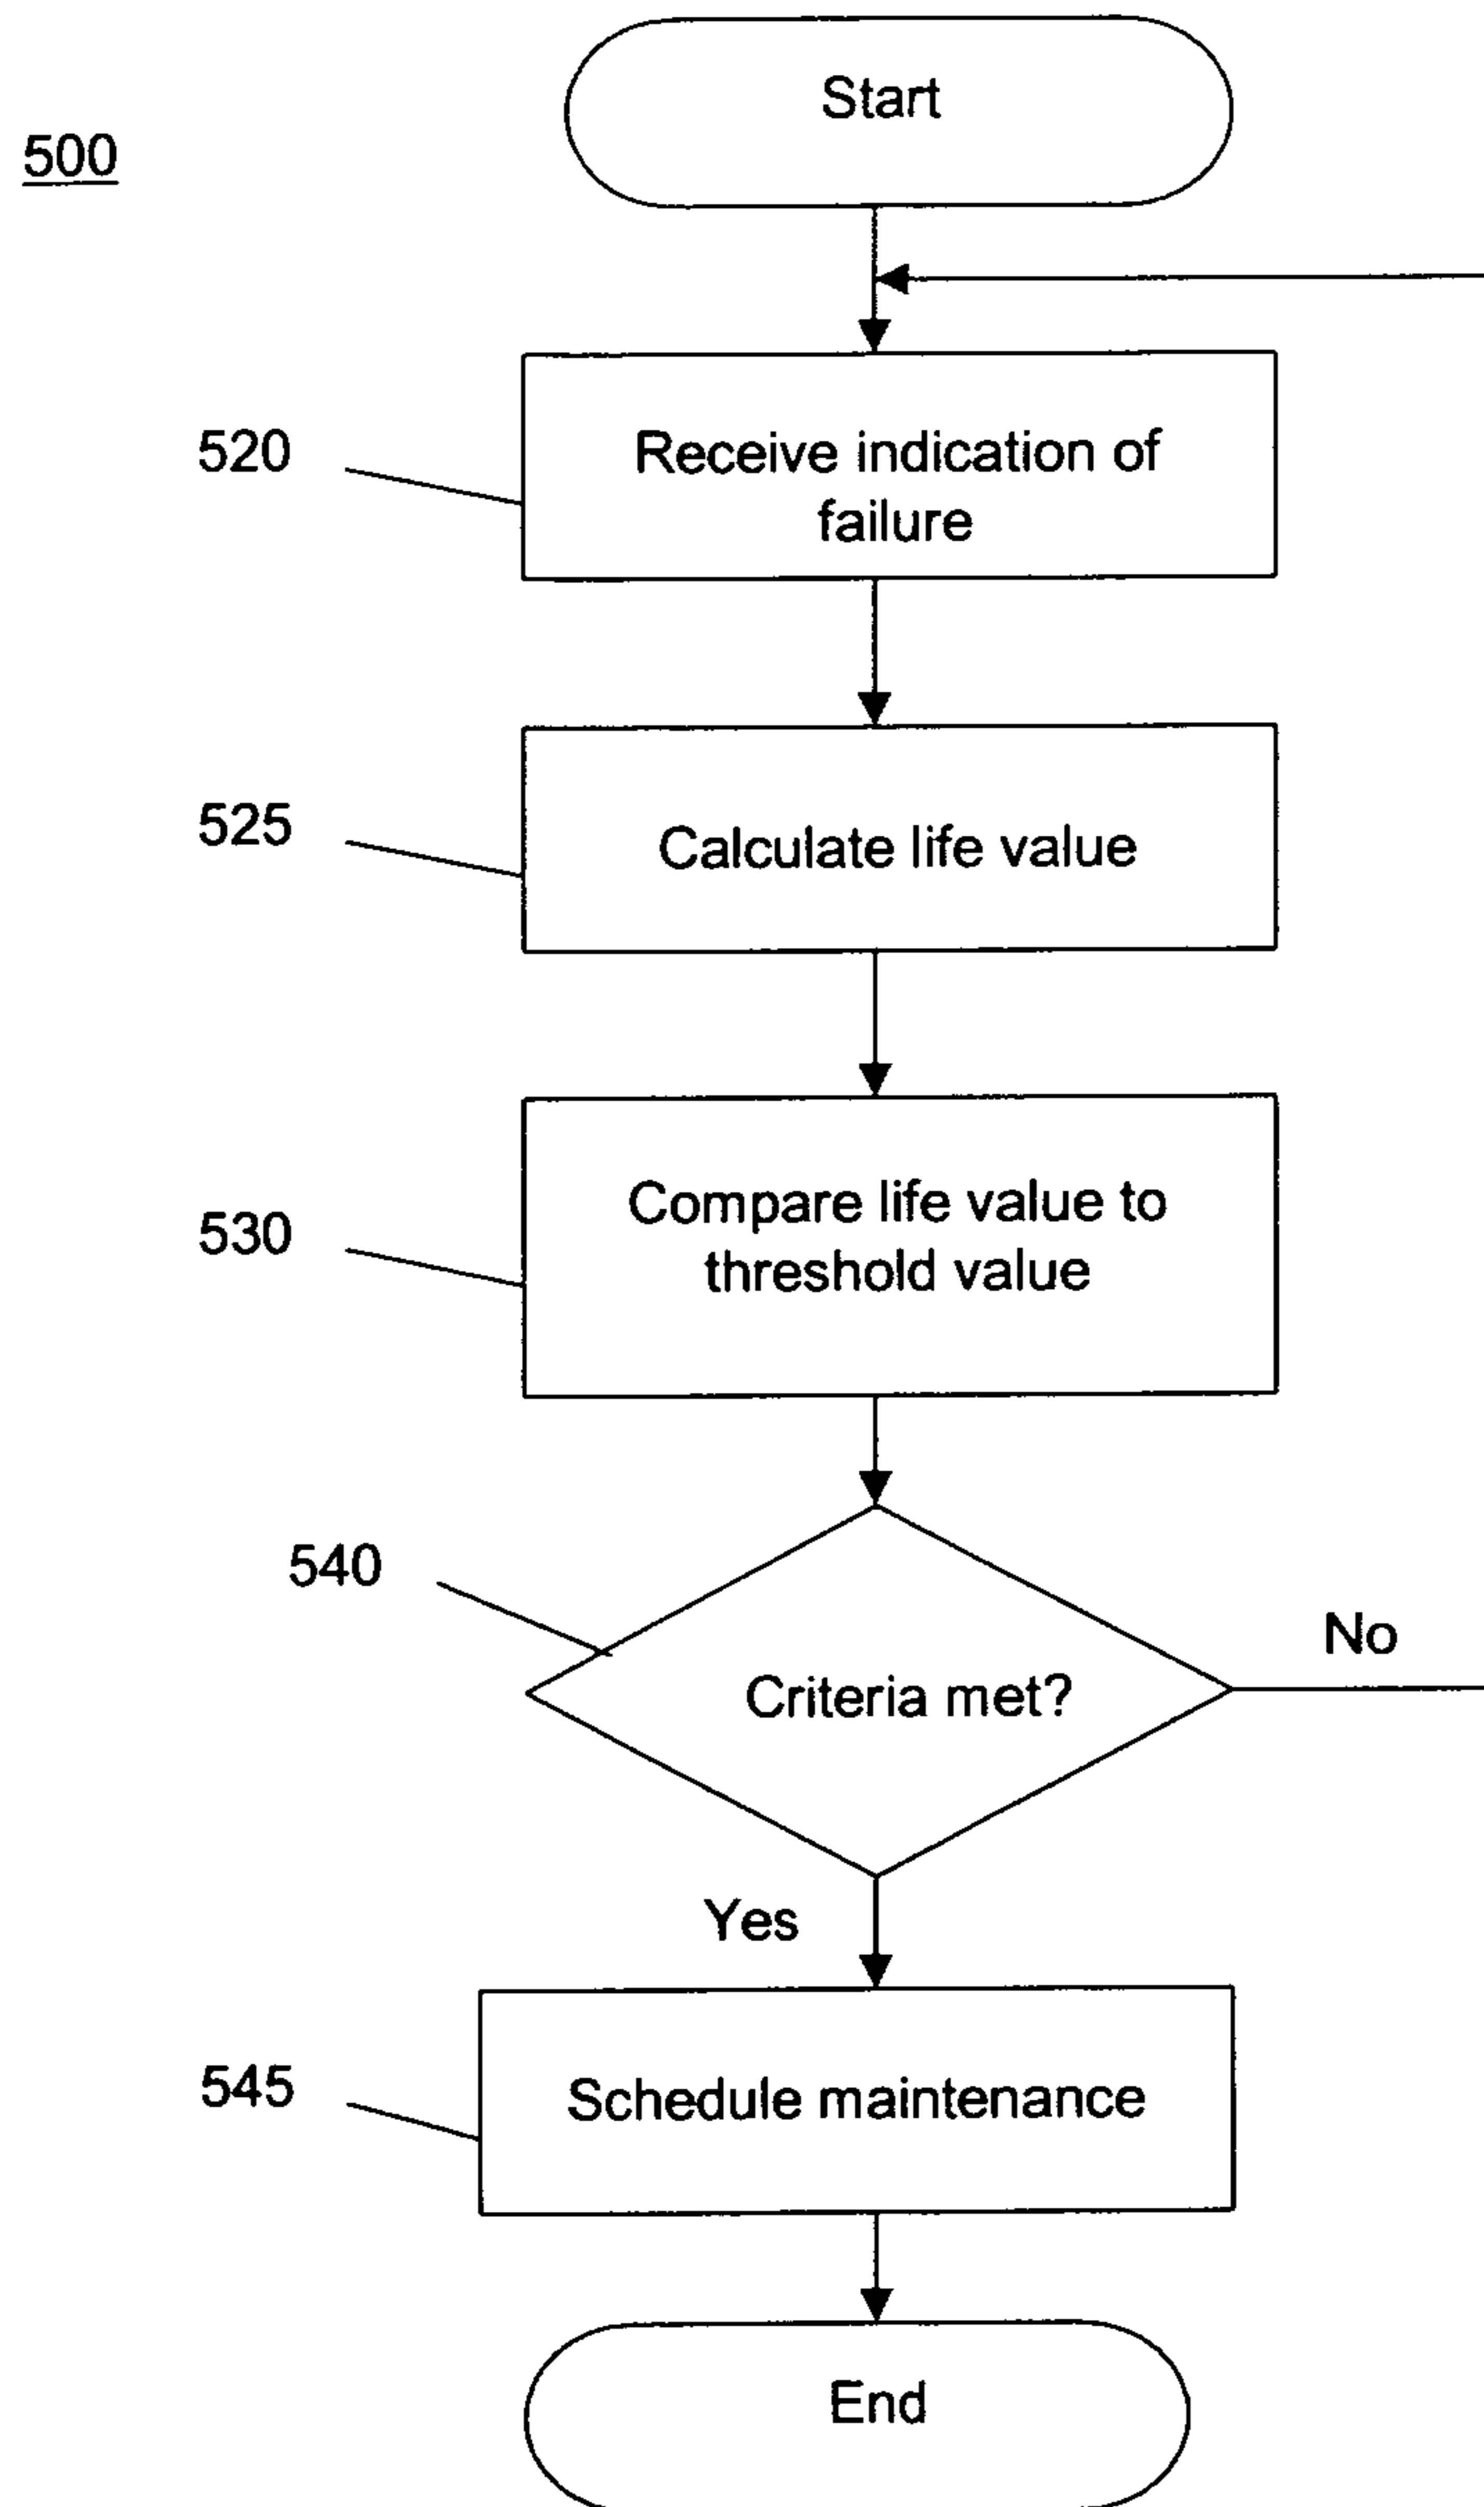 Start
500
520
Receive indication of
failure
525
Calculate life value
530
Compare life value to
threshold value
540
Criteria met?
No
Yes
545
Schedule maintenance
End